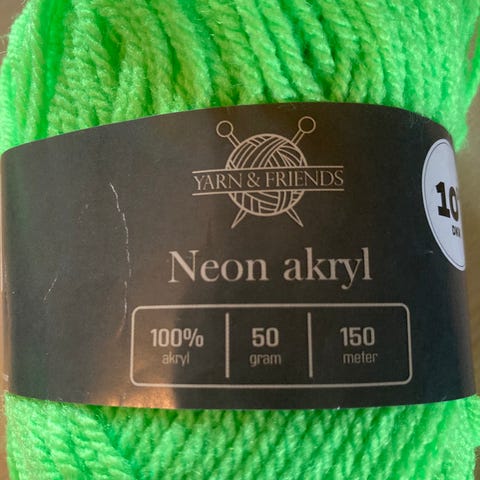 YARN & FRIENDS
Neon akryl
100% 50 150
akryl gram meter